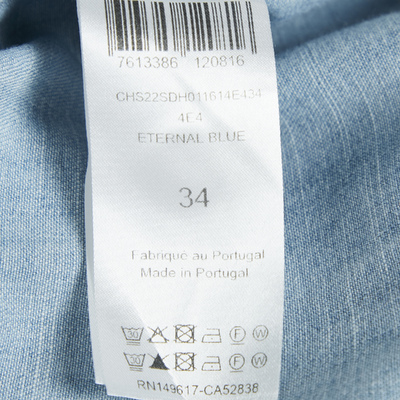 7613386 120816
CHS22SDH011614E434
4E4
ETERNAL BLUE
34
Fabriqué au Portugal
Made in Portugal
30 F W
30 F W
RN149617-CA52838